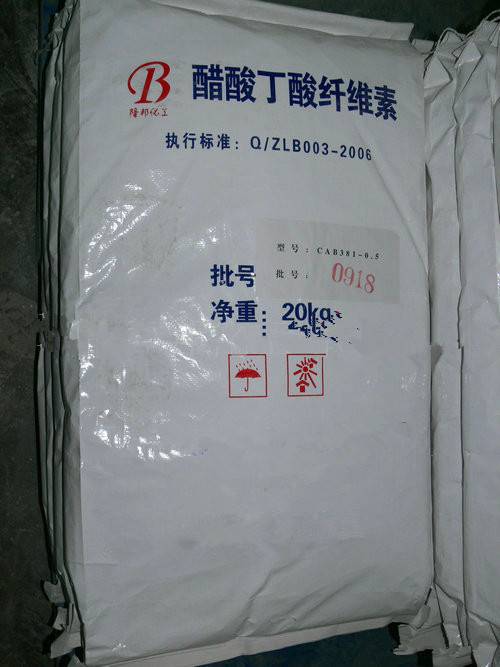 B
隆邦化工
醋酸丁酸纤维素
执行标准：Q/ZLB003-2006
型号：CAB381-0.5
批号：0918
批号
净重：20kg